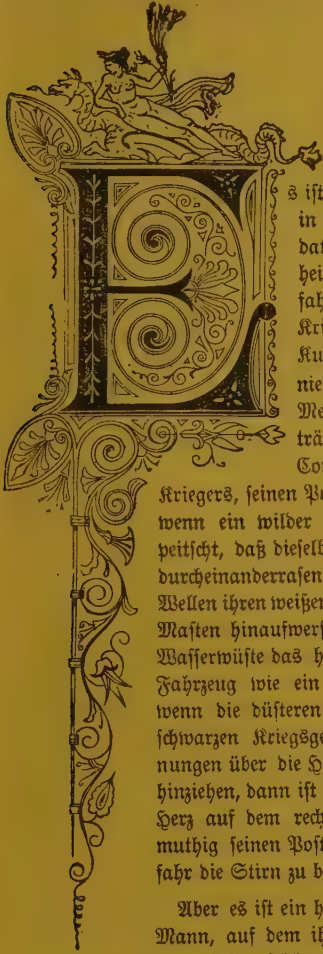 Es ist
in
dar
hei
fah
Kri
Ku
nie
Me
trä
Con
Kriegers, seinen Po
wenn ein wilder
peitscht, daß dieselb
durcheinanderrasen
Wellen ihren weißen
Masten hinaufwerf
Wasserwüste das h
Fahrzeug wie ein
wenn die düsteren
schwarzen Kriegsge
nungen über die H
hinziehen, dann ist
Herz auf dem rech
muthig seinen Post
fahr die Stirn zu b
Aber es ist ein h
Mann, auf dem ih